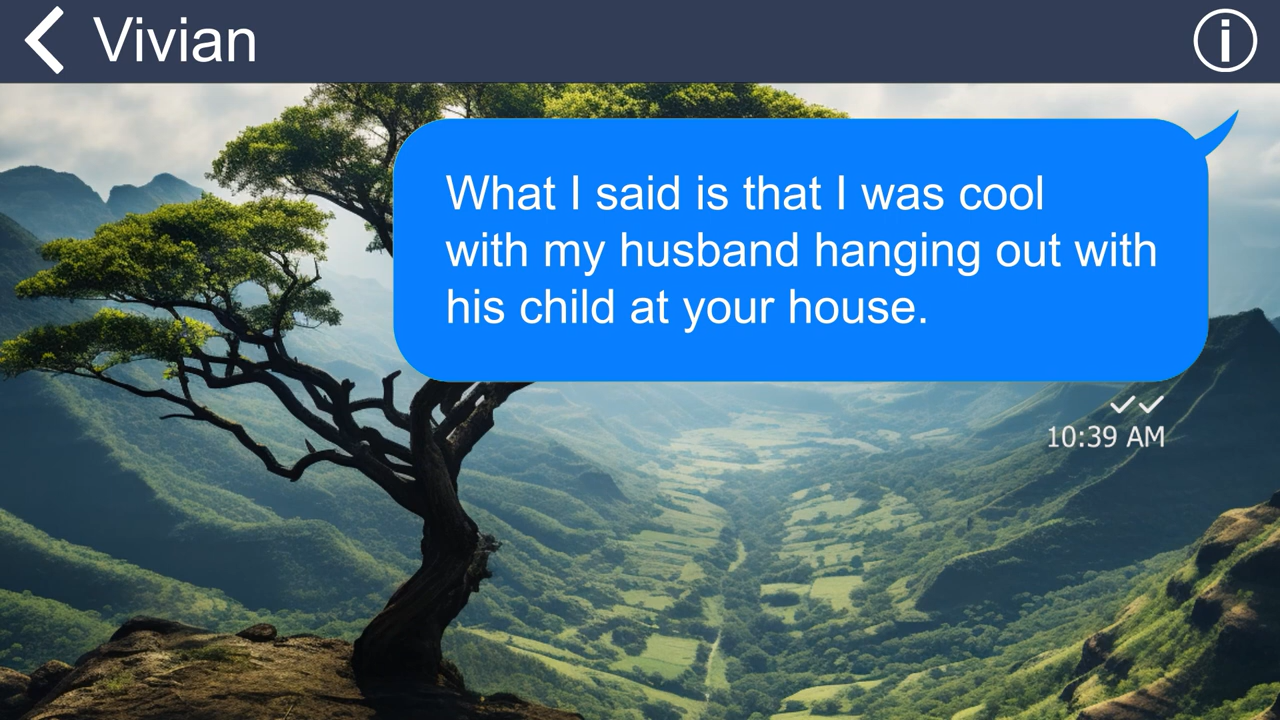 Vivian
What I said is that I was cool
with my husband hanging out with
his child at your house.
10:39 AM